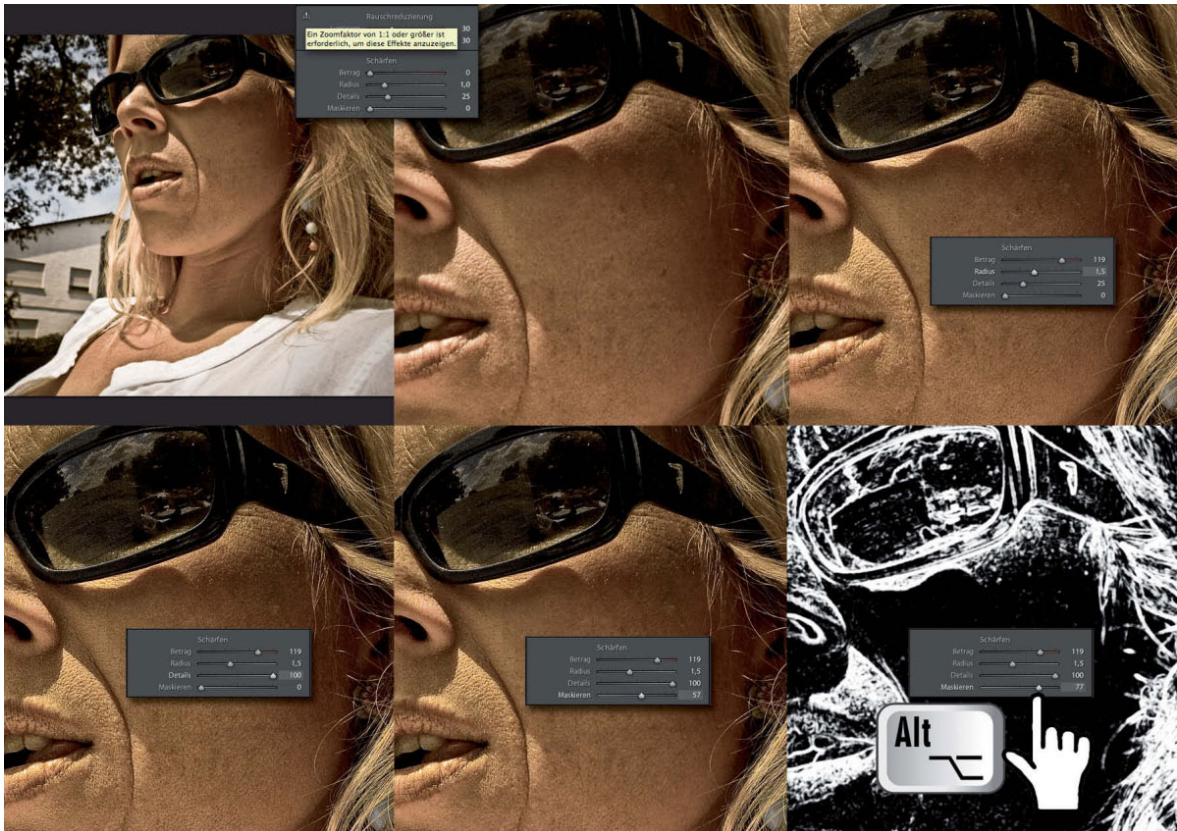 Rauschreduzierung
30
Ein Zoomfaktor von 1:1 oder größer ist
erforderlich, um diese Effekte anzuzeigen.
30
Schärfen
Betrag 0
Radius 1,0
Details 25
Maskieren 0
Schärfen
Betrag 119
Radius 1,5
Details 25
Maskieren 0
Schärfen
Betrag 119
Radius 1,5
Details 100
Maskieren 0
Schärfen
Betrag 119
Radius 1,5
Details 100
Maskieren 57
Schärfen
Betrag 119
Radius 1,5
Details 100
Maskieren 77
Alt